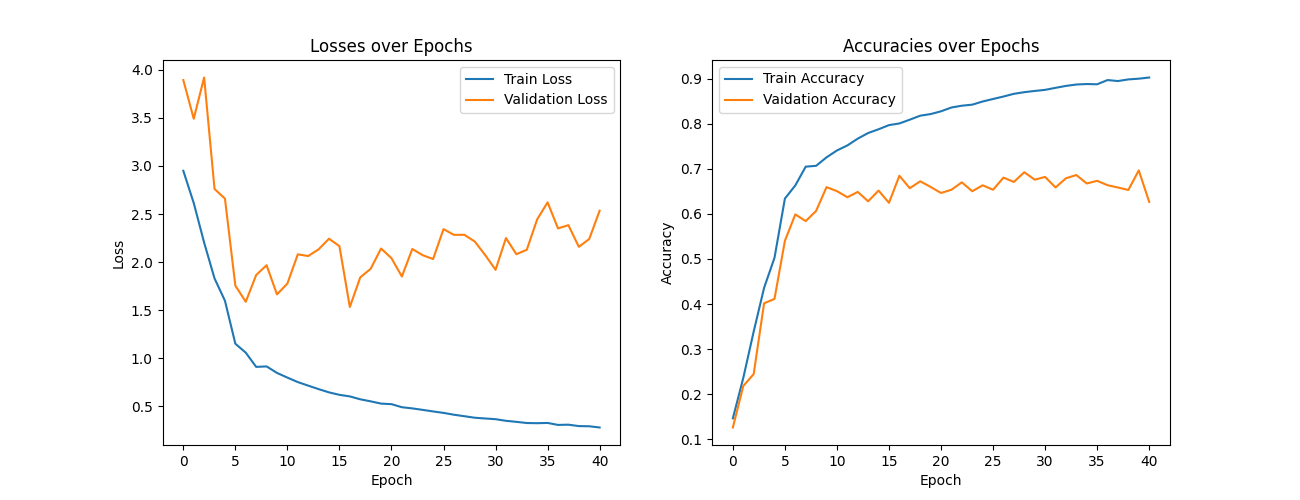 Losses over Epochs
4.0
3.5
3.0
2.5
2.0
1.5
1.0
0.5
Loss
Train Loss
Validation Loss
0 5 10 15 20 25 30 35 40
Epoch
Accuracies over Epochs
0.9
0.8
0.7
0.6
0.5
0.4
0.3
0.2
0.1
Accuracy
Train Accuracy
Vaidation Accuracy
0 5 10 15 20 25 30 35 40
Epoch